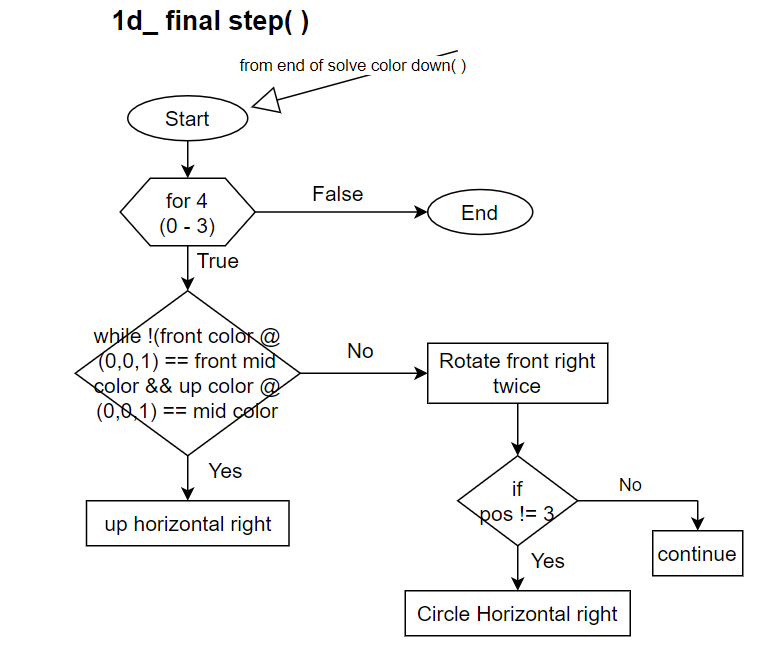 1d_ final step( )
from end of solve color down( )
Start
for 4
(0 - 3)
False
End
True
while !(front color @
(0,0,1) == front mid
color && up color @
(0,0,1) == mid color
No
Rotate front right
twice
Yes
up horizontal right
if
pos != 3
No
continue
Yes
Circle Horizontal right